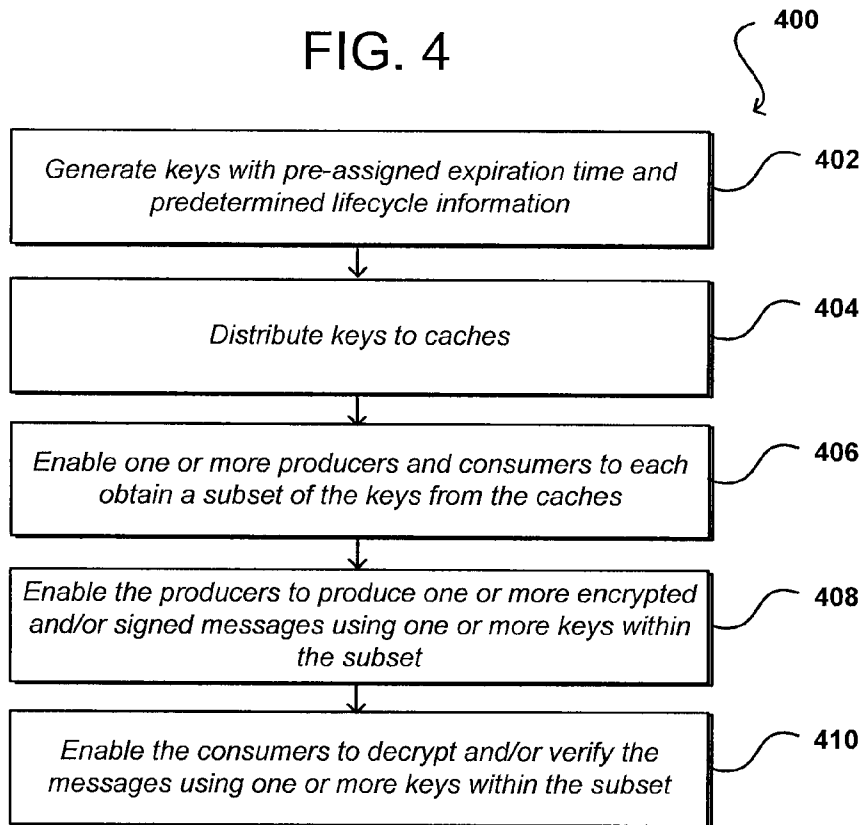 FIG. 4
400
Generate keys with pre-assigned expiration time and
predetermined lifecycle information
402
Distribute keys to caches
404
Enable one or more producers and consumers to each
obtain a subset of the keys from the caches
406
Enable the producers to produce one or more encrypted
and/or signed messages using one or more keys within
the subset
408
Enable the consumers to decrypt and/or verify the
messages using one or more keys within the subset
410